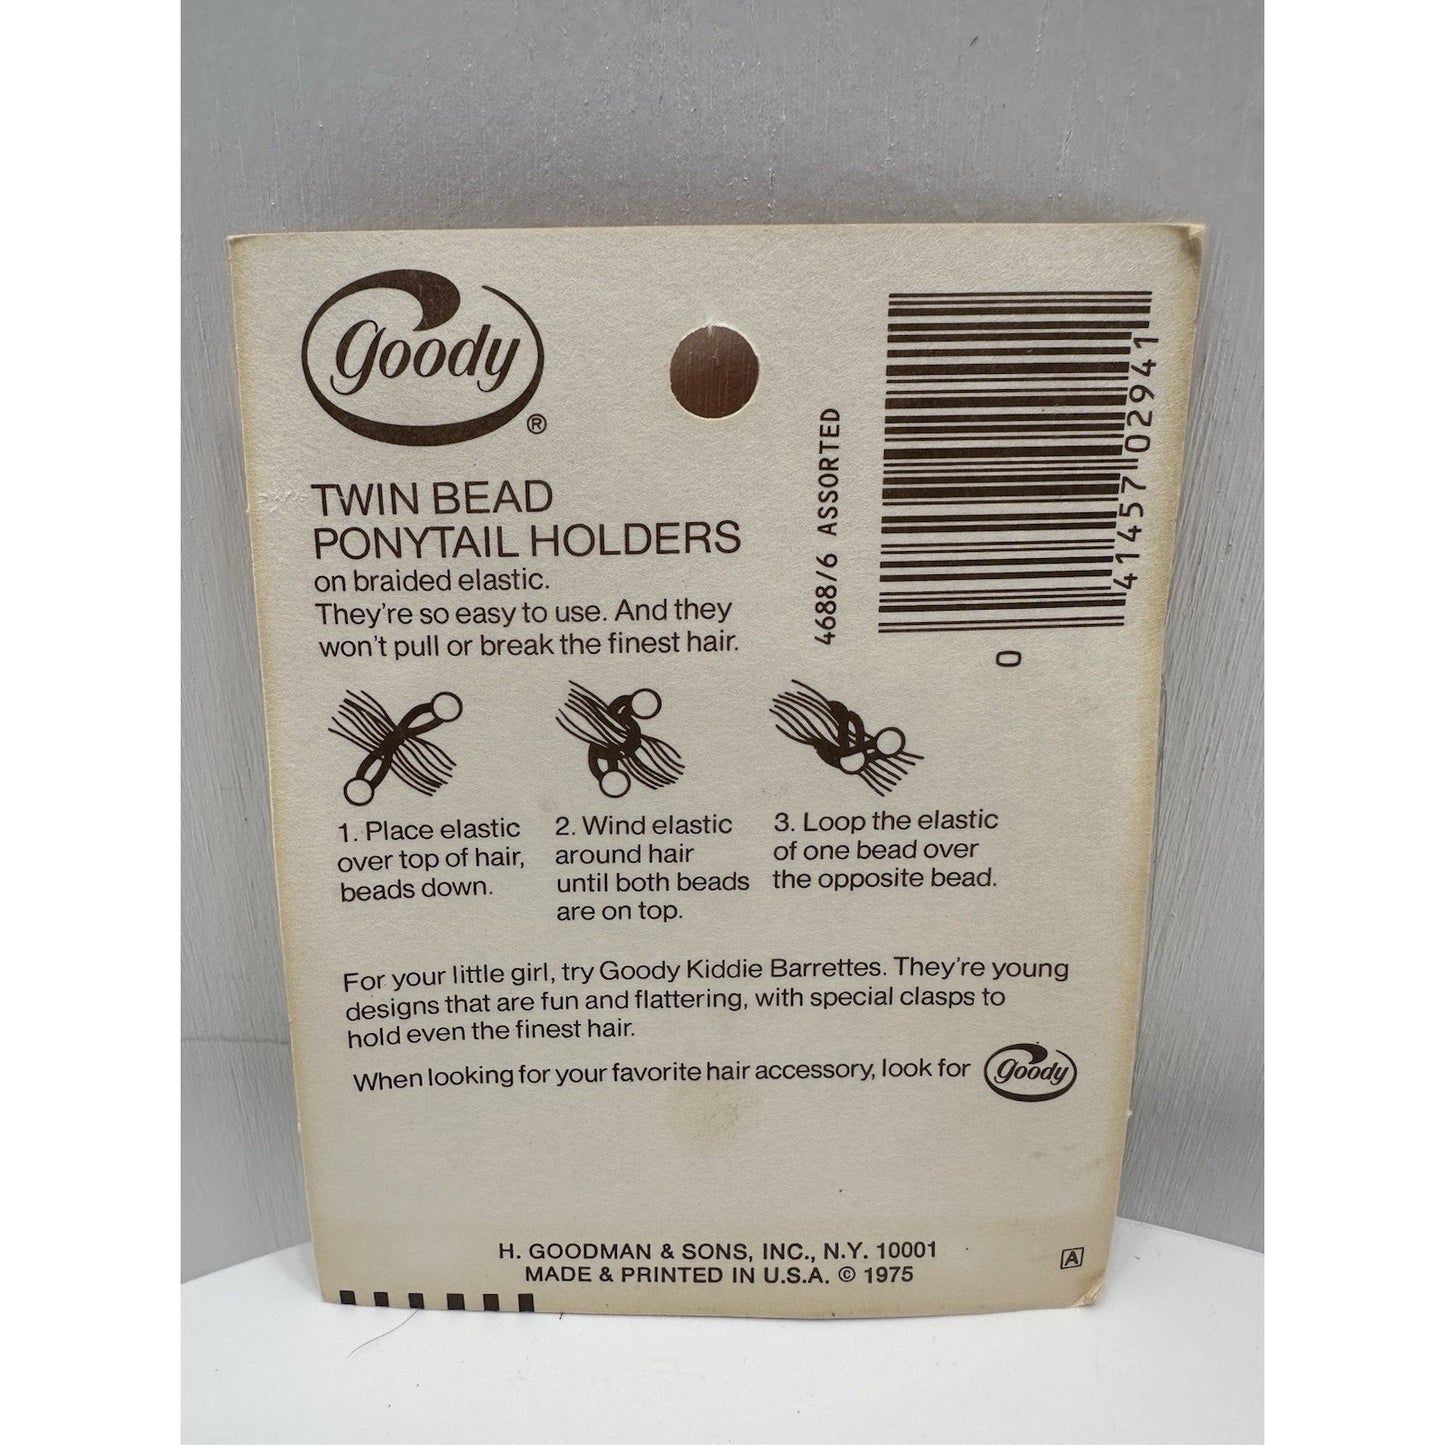 goody
®
TWIN BEAD
PONYTAIL HOLDERS
on braided elastic.
They're so easy to use. And they
won't pull or break the finest hair.
4688/6 ASSORTED
41457 02941
0
1. Place elastic
over top of hair,
beads down.
2. Wind elastic
around hair
until both beads
are on top.
3. Loop the elastic
of one bead over
the opposite bead.
For your little girl, try Goody Kiddie Barrettes. They're young
designs that are fun and flattering, with special clasps to
hold even the finest hair.
When looking for your favorite hair accessory, look for goody
H. GOODMAN & SONS, INC., N.Y. 10001
MADE & PRINTED IN U.S.A. © 1975
A